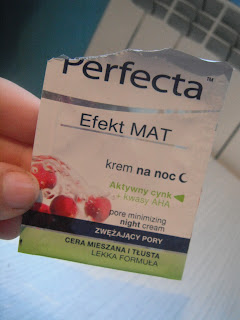 Perfecta™
Efekt MAT
krem na noc
Aktywny cynk
+ kwasy AHA
pore minimizing
night cream
ZWĘŻAJĄCY PORY
CERA MIESZANA I TŁUSTA
LEKKA FORMUŁA